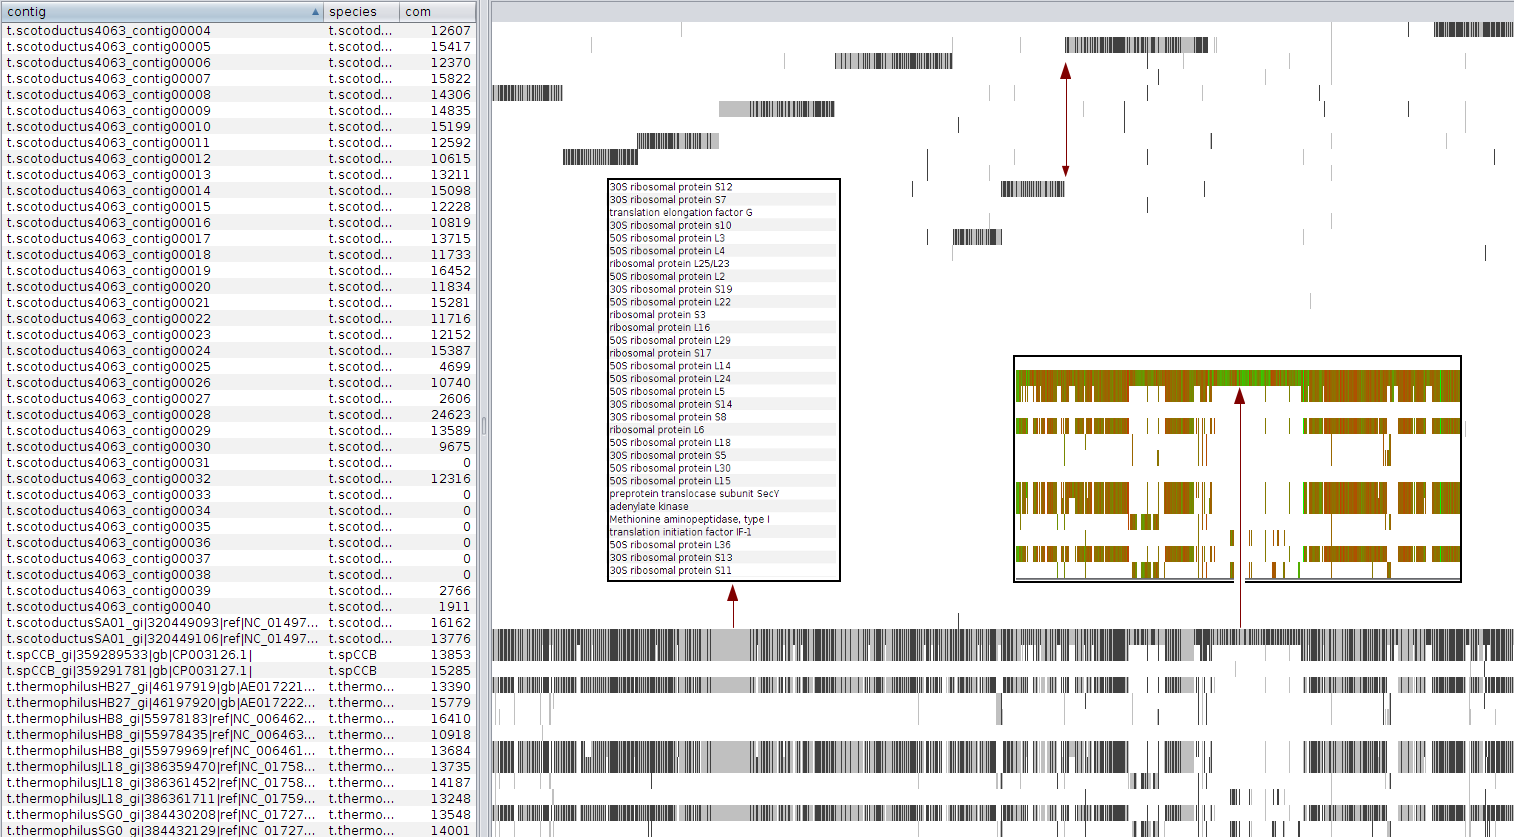 contig species com
t.scotoductus4063_contig00004 t.scotod... 12607
t.scotoductus4063_contig00005 t.scotod... 15417
t.scotoductus4063_contig00006 t.scotod... 12370
t.scotoductus4063_contig00007 t.scotod... 15822
t.scotoductus4063_contig00008 t.scotod... 14306
t.scotoductus4063_contig00009 t.scotod... 14835
t.scotoductus4063_contig00010 t.scotod... 15199
t.scotoductus4063_contig00011 t.scotod... 12592
t.scotoductus4063_contig00012 t.scotod... 10615
t.scotoductus4063_contig00013 t.scotod... 13211
t.scotoductus4063_contig00014 t.scotod... 15098
t.scotoductus4063_contig00015 t.scotod... 12228
t.scotoductus4063_contig00016 t.scotod... 10819
t.scotoductus4063_contig00017 t.scotod... 13715
t.scotoductus4063_contig00018 t.scotod... 11733
t.scotoductus4063_contig00019 t.scotod... 16452
t.scotoductus4063_contig00020 t.scotod... 11834
t.scotoductus4063_contig00021 t.scotod... 15281
t.scotoductus4063_contig00022 t.scotod... 11716
t.scotoductus4063_contig00023 t.scotod... 12152
t.scotoductus4063_contig00024 t.scotod... 15387
t.scotoductus4063_contig00025 t.scotod... 4699
t.scotoductus4063_contig00026 t.scotod... 10740
t.scotoductus4063_contig00027 t.scotod... 2606
t.scotoductus4063_contig00028 t.scotod... 24623
t.scotoductus4063_contig00029 t.scotod... 13589
t.scotoductus4063_contig00030 t.scotod... 9675
t.scotoductus4063_contig00031 t.scotod... 0
t.scotoductus4063_contig00032 t.scotod... 12316
t.scotoductus4063_contig00033 t.scotod... 0
t.scotoductus4063_contig00034 t.scotod... 0
t.scotoductus4063_contig00035 t.scotod... 0
t.scotoductus4063_contig00036 t.scotod... 0
t.scotoductus4063_contig00037 t.scotod... 0
t.scotoductus4063_contig00038 t.scotod... 0
t.scotoductus4063_contig00039 t.scotod... 2766
t.scotoductus4063_contig00040 t.scotod... 1911
t.scotoductusSA01_gi|320449093|ref|NC_01497... t.scotod... 16162
t.scotoductusSA01_gi|320449106|ref|NC_01497... t.scotod... 13776
t.spCCB_gi|359289533|gb|CP003126.1| t.spCCB 13853
t.spCCB_gi|359291781|gb|CP003127.1| t.spCCB 15285
t.thermophilusHB27_gi|46197919|gb|AE017221... t.thermo... 13390
t.thermophilusHB27_gi|46197920|gb|AE017222... t.thermo... 15779
t.thermophilusHB8_gi|55978183|ref|NC_006462... t.thermo... 16410
t.thermophilusHB8_gi|55978435|ref|NC_006463... t.thermo... 10918
t.thermophilusHB8_gi|55979969|ref|NC_006461... t.thermo... 13684
t.thermophilusJL18_gi|386359470|ref|NC_01758... t.thermo... 13735
t.thermophilusJL18_gi|386361452|ref|NC_01758... t.thermo... 14187
t.thermophilusJL18_gi|386361711|ref|NC_01759... t.thermo... 13248
t.thermophilusSG0_gi|384430208|ref|NC_01727... t.thermo... 13548
t.thermophilusSG0_gi|384432129|ref|NC_01727... t.thermo... 14001
30S ribosomal protein S12
30S ribosomal protein S7
translation elongation factor G
30S ribosomal protein s10
50S ribosomal protein L3
50S ribosomal protein L4
ribosomal protein L25/L23
50S ribosomal protein L2
30S ribosomal protein S19
50S ribosomal protein L22
ribosomal protein S3
ribosomal protein L16
50S ribosomal protein L29
ribosomal protein S17
50S ribosomal protein L14
50S ribosomal protein L24
50S ribosomal protein L5
30S ribosomal protein S14
30S ribosomal protein S8
ribosomal protein L6
50S ribosomal protein L18
30S ribosomal protein S5
50S ribosomal protein L30
50S ribosomal protein L15
preprotein translocase subunit SecY
adenylate kinase
Methionine aminopeptidase, type I
translation initiation factor IF-1
50S ribosomal protein L36
30S ribosomal protein S13
30S ribosomal protein S11